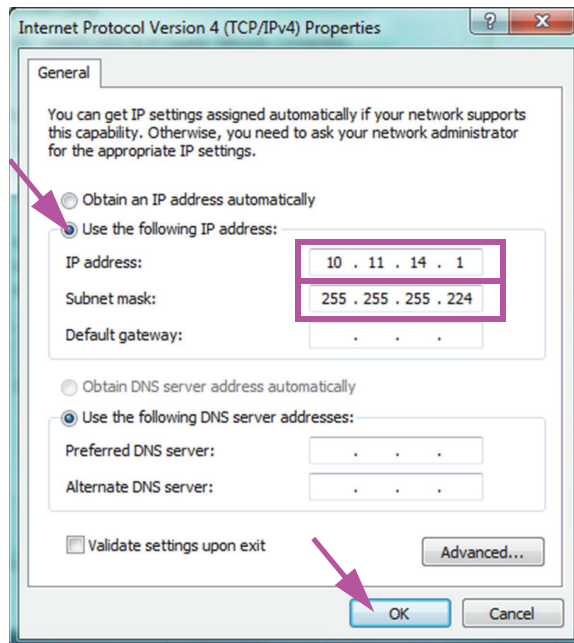 Internet Protocol Version 4 (TCP/IPv4) Properties
?
General
You can get IP settings assigned automatically if your network supports
this capability. Otherwise, you need to ask your network administrator
for the appropriate IP settings.
Obtain an IP address automatically
Use the following IP address:
IP address: 10 . 11 . 14 . 1
Subnet mask: 255 . 255 . 255 . 224
Default gateway: . . .
Obtain DNS server address automatically
Use the following DNS server addresses:
Preferred DNS server: . . .
Alternate DNS server: . . .
Validate settings upon exit
Advanced...
OK Cancel